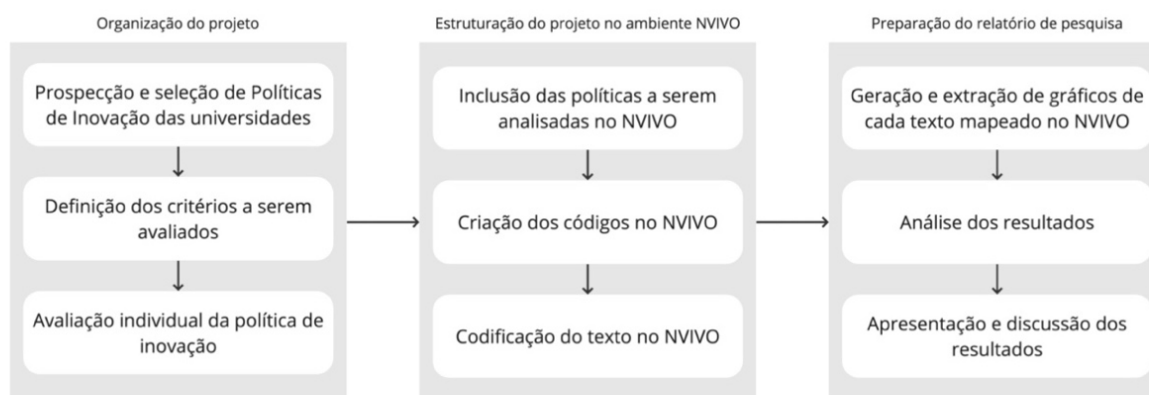 Organização do projeto
Prospecção e seleção de Políticas
de Inovação das universidades
Definição dos critérios a serem
avaliados
Avaliação individual da política de
inovação
Estruturação do projeto no ambiente NVIVO
Inclusão das políticas a serem
analisadas no NVIVO
Criação dos códigos no NVIVO
Codificação do texto no NVIVO
Preparação do relatório de pesquisa
Geração e extração de gráficos de
cada texto mapeado no NVIVO
Análise dos resultados
Apresentação e discussão dos
resultados